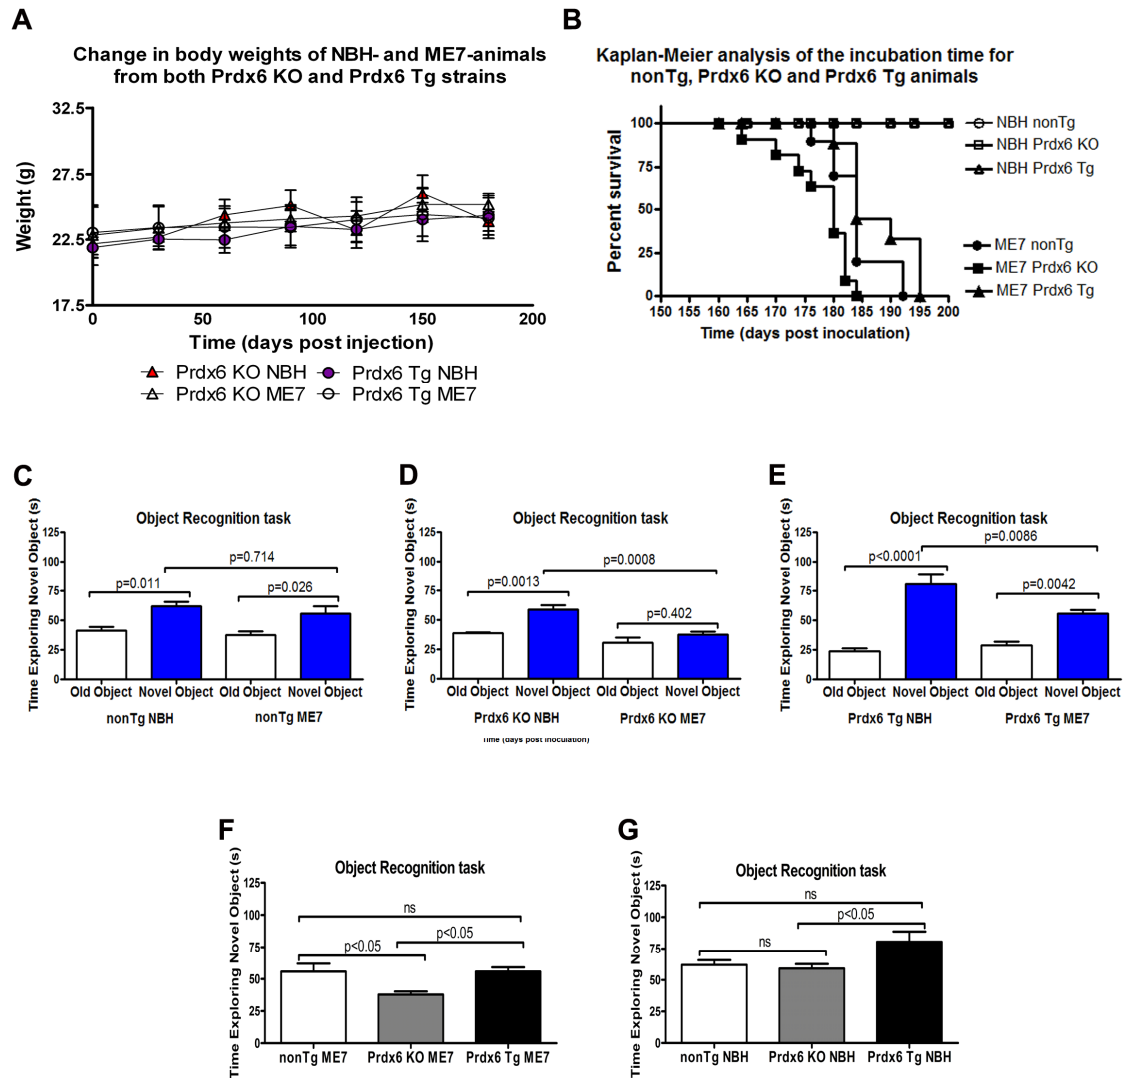 A
Change in body weights of NBH- and ME7-animals
from both Prdx6 KO and Prdx6 Tg strains
32.5
27.5
22.5
17.5
Weight (g)
0 50 100 150 200
Time (days post injection)
Prdx6 KO NBH Prdx6 Tg NBH
Prdx6 KO ME7 Prdx6 Tg ME7
B
Kaplan-Meier analysis of the incubation time for
nonTg, Prdx6 KO and Prdx6 Tg animals
100
75
50
25
0
Percent survival
150 155 165 170 175 180 185 190 195 200
Time (days post inoculation)
NBH nonTg
NBH Prdx6 KO
NBH Prdx6 Tg
ME7 nonTg
ME7 Prdx6 KO
ME7 Prdx6 Tg
C
Object Recognition task
Time Exploring Novel Object (s)
125
100
75
50
25
0
p=0.714
p=0.011
p=0.026
Old Object Novel Object Old Object Novel Object
nonTg NBH nonTg ME7
D
Object Recognition task
Time Exploring Novel Object (s)
125
100
75
50
25
0
p=0.0008
p=0.0013
p=0.402
Old Object Novel Object Old Object Novel Object
Prdx6 KO NBH Prdx6 KO ME7
Time (days post inoculation)
E
Object Recognition task
Time Exploring Novel Object (s)
125
100
75
50
25
0
p=0.0086
p<0.0001
p=0.0042
Old Object Novel Object Old Object Novel Object
Prdx6 Tg NBH Prdx6 Tg ME7
F
Object Recognition task
Time Exploring Novel Object (s)
125
100
75
50
25
0
ns
p<0.05
p<0.05
nonTg ME7 Prdx6 KO ME7 Prdx6 Tg ME7
G
Object Recognition task
Time Exploring Novel Object (s)
125
100
75
50
25
0
ns
p<0.05
ns
nonTg NBH Prdx6 KO NBH Prdx6 Tg NBH